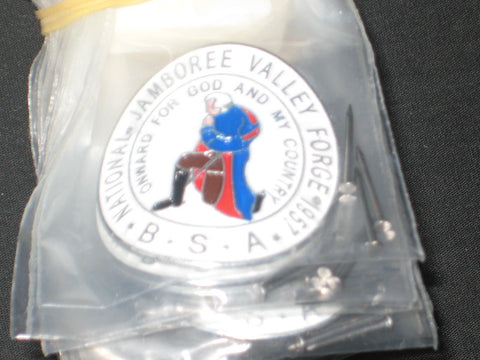 NATIONAL JAMBOREE VALLEY FORGE 1957
ONWARD FOR GOD AND MY COUNTRY
B · S · A
S · A